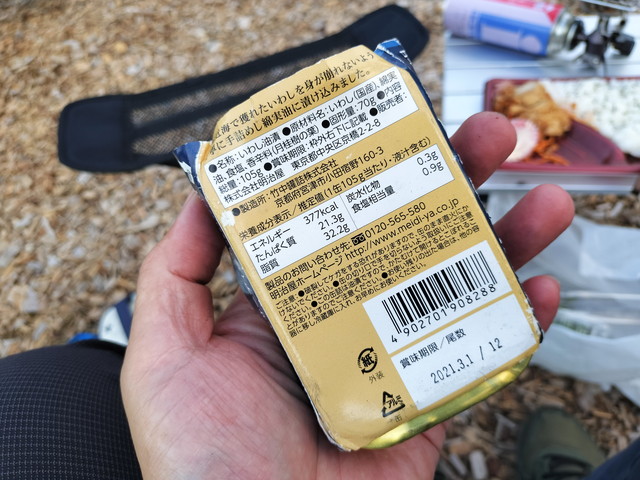 海で獲れたいわしを身が崩れないよう
に手詰めし綿実油に漬け込みました。
●名称:いわし油漬 ●原材料名:いわし(国産)、綿実
油、食塩、香辛料(月桂樹の葉) ●固形量:70g ●内容
総量:105g ●賞味期限:枠外右下に記載 ●販売者:
株式会社明治屋 東京都中央区京橋2-2-8
●製造所:竹中罐詰株式会社
京都府宮津市小田宿野160-3
栄養成分表示/推定値(1缶105g当たり・液汁含む)
エネルギー 377kcal 炭水化物 0.3g
たんぱく質 21.3g 食塩相当量 0.9g
脂質 32.2g
製品のお問い合わせ先:0120-565-580
明治屋ホームページ http://www.meidi-ya.co.jp
4 902701 908288
賞味期限/尾数
2021.3.1 / 12
外装
アルミ
缶